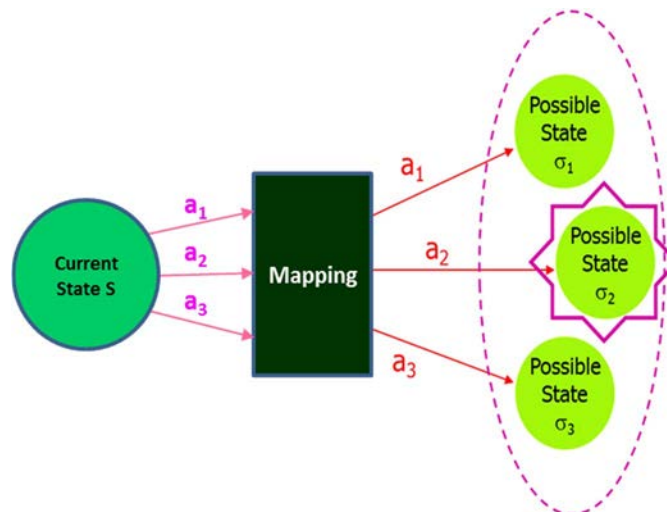 Current
State S
a₁
a₂
a₃
Mapping
a₁
a₂
a₃
Possible
State
σ₁
Possible
State
σ₂
Possible
State
σ₃